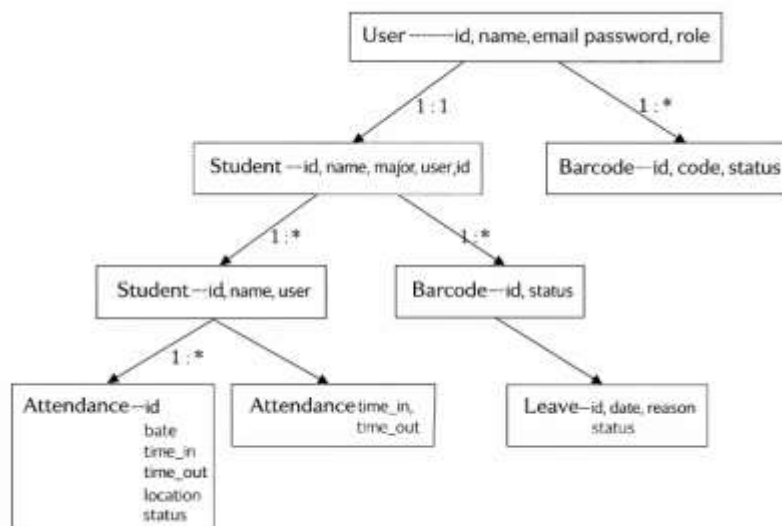 User -------id, name, email password, role
1 : 1
1 : *
Student --id, name, major, user,id
Barcode--id, code, status
1 : *
1 : *
Student --id, name, user
Barcode--id, status
1 : *
Attendance --id
bate
time_in
time_out
location
status
Attendance time_in,
time_out
Leave--id, date, reason
status